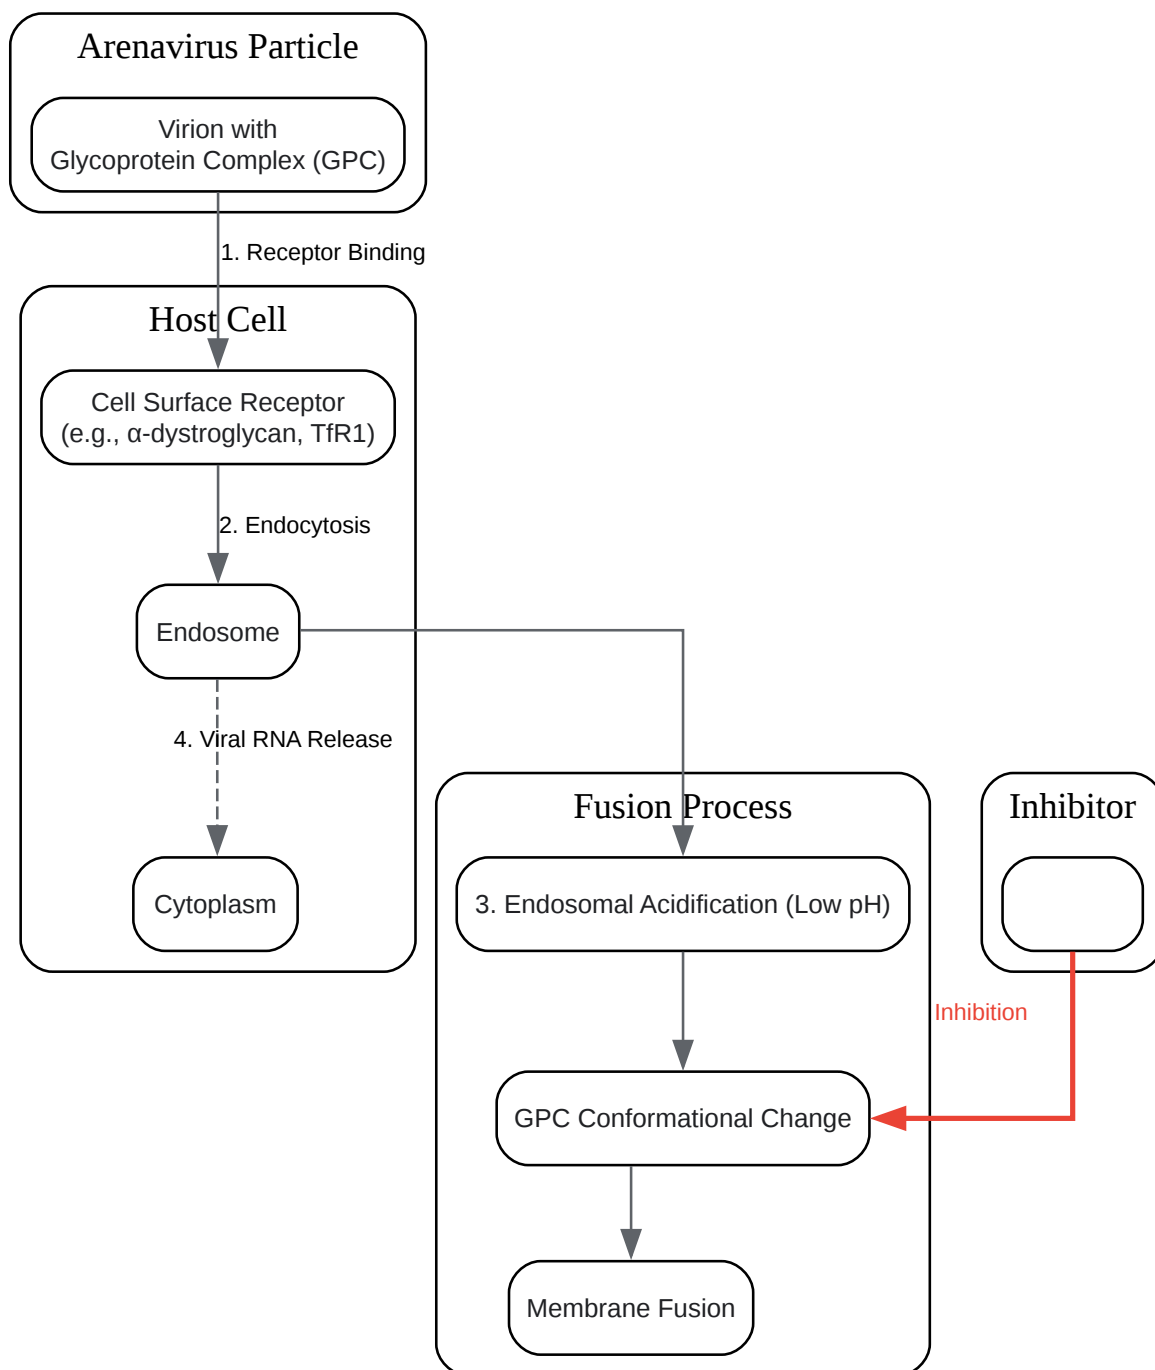 Arenavirus Particle
Virion with
Glycoprotein Complex (GPC)
1. Receptor Binding
Host Cell
Cell Surface Receptor
(e.g., α-dystroglycan, TfR1)
2. Endocytosis
Endosome
4. Viral RNA Release
Cytoplasm
Fusion Process
3. Endosomal Acidification (Low pH)
GPC Conformational Change
Membrane Fusion
Inhibitor
Inhibition